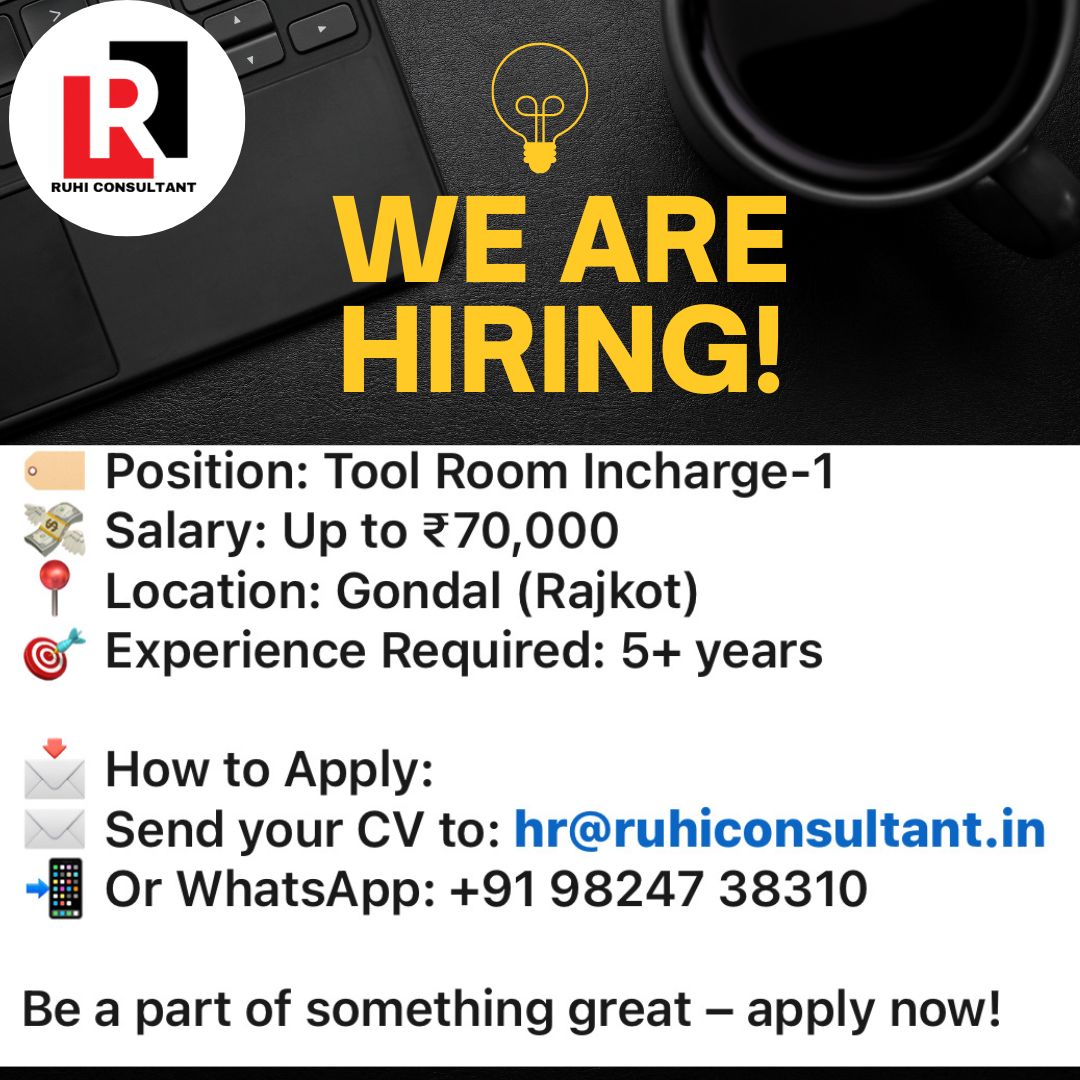 RUHI CONSULTANT
WE ARE
HIRING!
Position: Tool Room Incharge-1
Salary: Up to ₹70,000
Location: Gondal (Rajkot)
Experience Required: 5+ years
How to Apply:
Send your CV to: hr@ruhiconsultant.in
Or WhatsApp: +91 98247 38310
Be a part of something great – apply now!